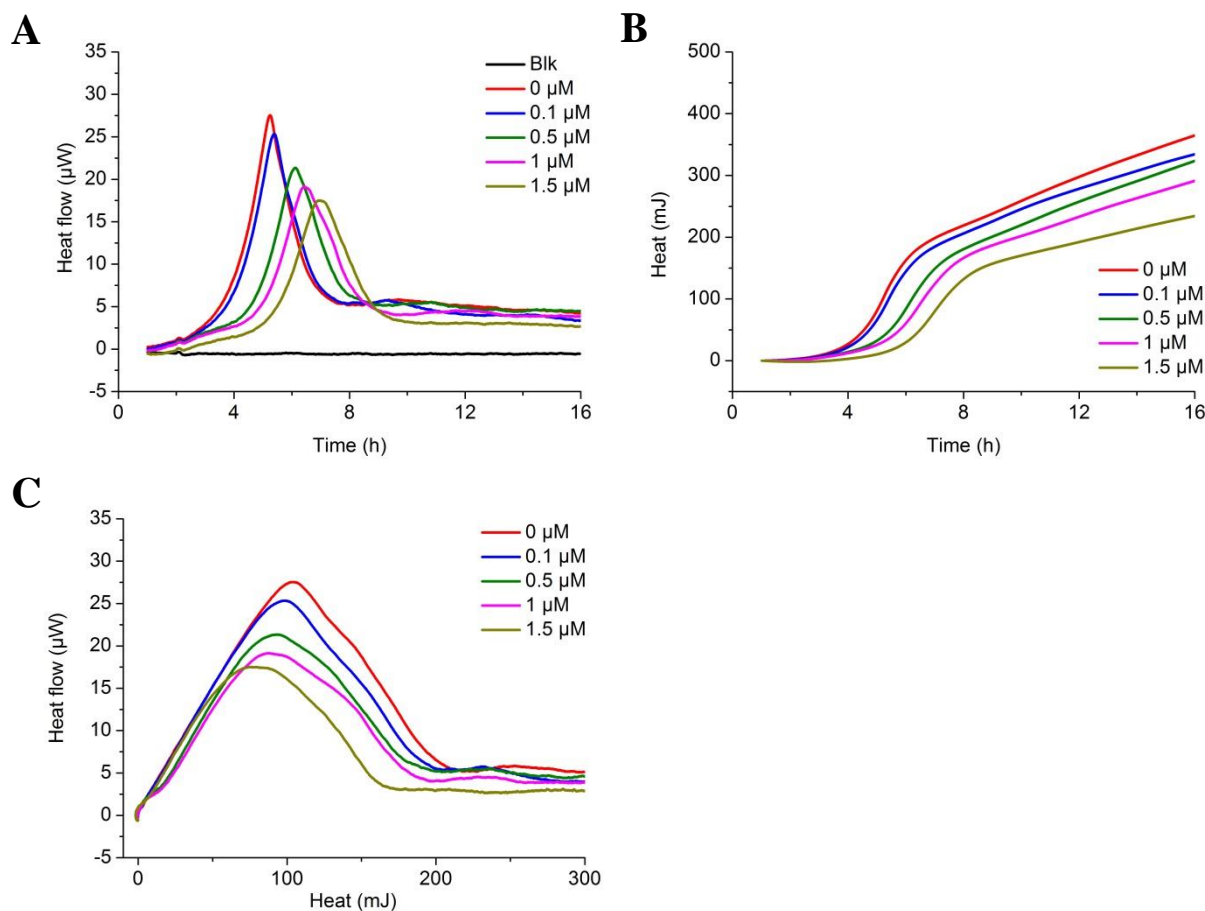 A
35
30
25
20
15
10
5
0
-5
Heat flow (µW)
0
4
8
12
16
Time (h)
Blk
0 µM
0.1 µM
0.5 µM
1 µM
1.5 µM
B
500
400
300
200
100
0
Heat (mJ)
0
4
8
12
16
Time (h)
0 µM
0.1 µM
0.5 µM
1 µM
1.5 µM
C
35
30
25
20
15
10
5
0
-5
Heat flow (µW)
0
100
200
300
Heat (mJ)
0 µM
0.1 µM
0.5 µM
1 µM
1.5 µM